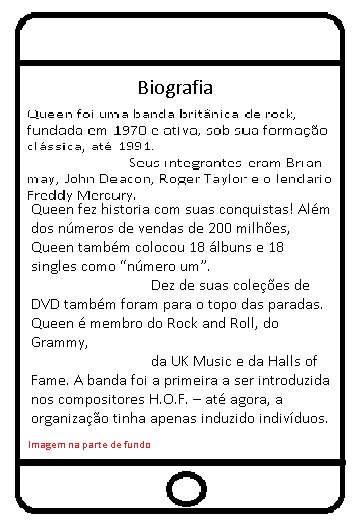 Biografia
Queen foi uma banda britânica de rock,
fundada em 1970 e ativa, sob sua formação
clássica, até 1991.
Seus integrantes eram Brian
may, John Deacon, Roger Taylor e o lendario
Freddy Mercury.
Queen fez historia com suas conquistas! Além
dos números de vendas de 200 milhões,
Queen também colocou 18 álbuns e 18
singles como “número um”.
Dez de suas coleções de
DVD também foram para o topo das paradas.
Queen é membro do Rock and Roll, do
Grammy,
da UK Music e da Halls of
Fame. A banda foi a primeira a ser introduzida
nos compositores H.O.F. – até agora, a
organização tinha apenas induzido indivíduos.
Imagem na parte de fundo